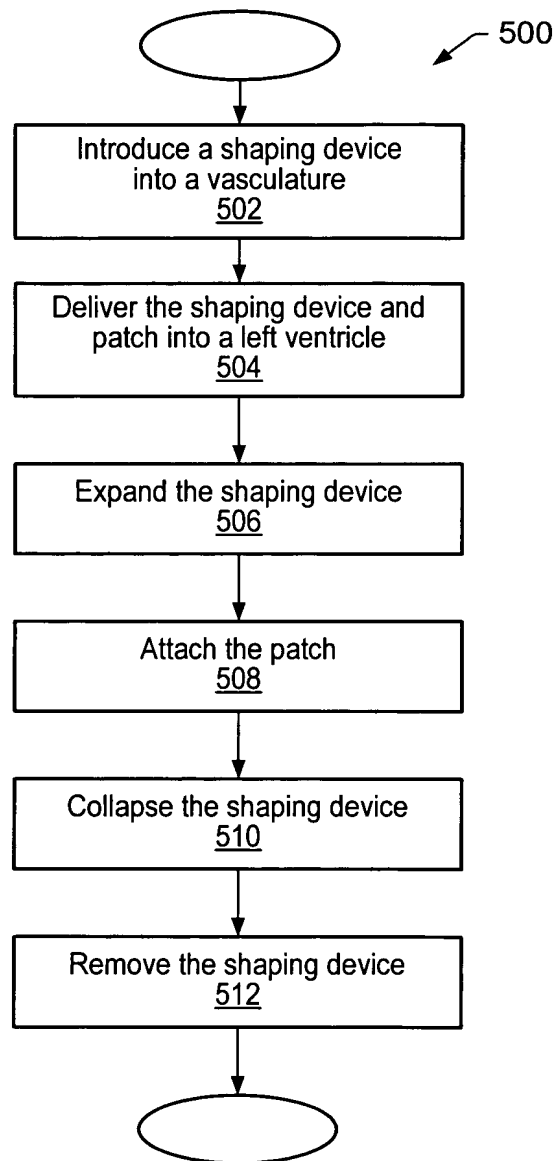 500
Introduce a shaping device
into a vasculature
502
Deliver the shaping device and
patch into a left ventricle
504
Expand the shaping device
506
Attach the patch
508
Collapse the shaping device
510
Remove the shaping device
512